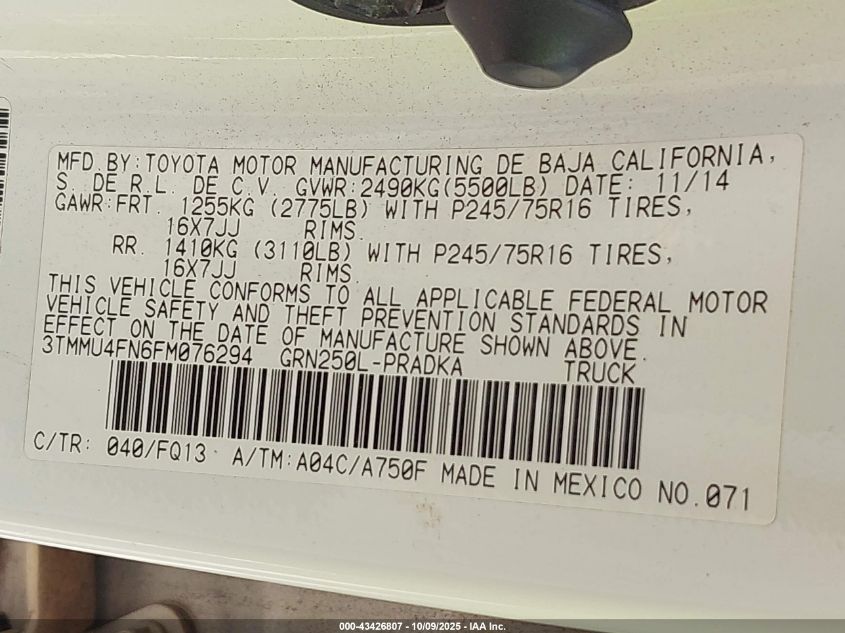 MFD. BY: TOYOTA MOTOR MANUFACTURING DE BAJA CALIFORNIA,
S. DE R.L. DE C.V. GVWR:2490KG(5500LB) DATE: 11/14
GAWR:FRT. 1255KG (2775LB) WITH P245/75R16 TIRES,
16X7JJ RIMS.
RR. 1410KG (3110LB) WITH P245/75R16 TIRES,
16X7JJ RIMS
THIS VEHICLE CONFORMS TO ALL APPLICABLE FEDERAL MOTOR
VEHICLE SAFETY AND THEFT PREVENTION STANDARDS IN
EFFECT ON THE DATE OF MANUFACTURE SHOWN ABOVE.
3TMMU4FN6FM076294 GRN250L-PRADKA TRUCK
C/TR: 040/FQ13 A/TM:A04C/A750F MADE IN MEXICO NO.071
000-43426807 - 10/09/2025 - IAA Inc.